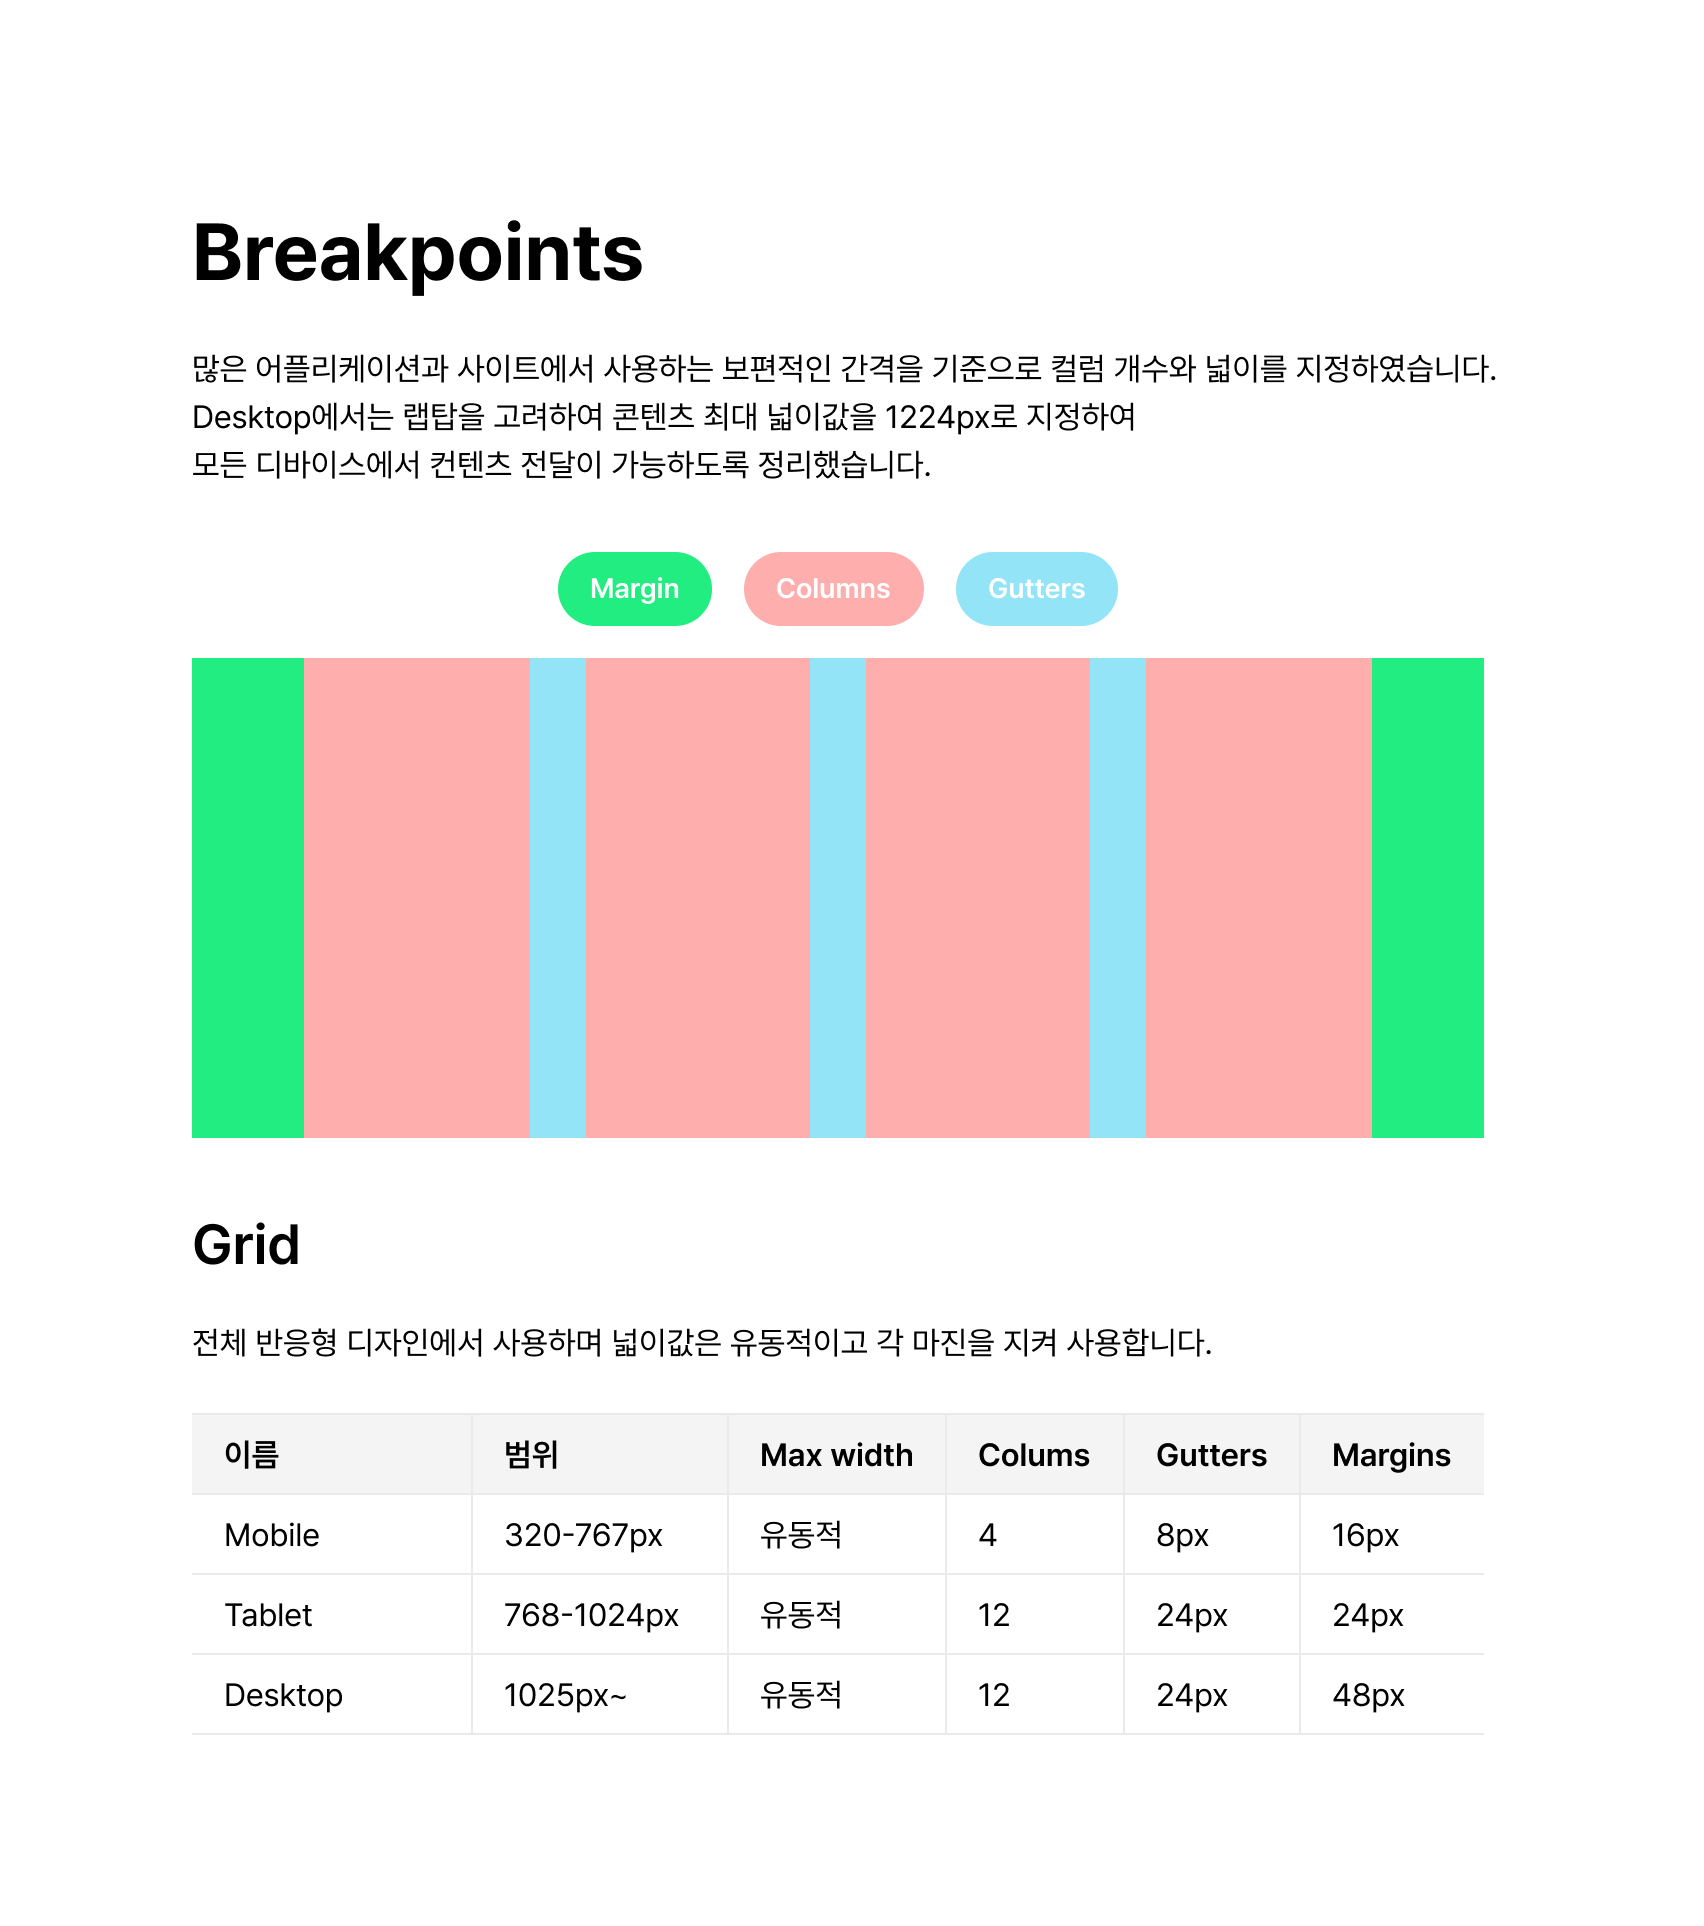 Breakpoints
많은 어플리케이션과 사이트에서 사용하는 보편적인 간격을 기준으로 컬럼 개수와 넓이를 지정하였습니다.
Desktop에서는 랩탑을 고려하여 콘텐츠 최대 넓이값을 1224px로 지정하여
모든 디바이스에서 컨텐츠 전달이 가능하도록 정리했습니다.
Margin Columns Gutters
Grid
전체 반응형 디자인에서 사용하며 넓이값은 유동적이고 각 마진을 지켜 사용합니다.
이름 범위 Max width Colums Gutters Margins
Mobile 320-767px 유동적 4 8px 16px
Tablet 768-1024px 유동적 12 24px 24px
Desktop 1025px~ 유동적 12 24px 48px